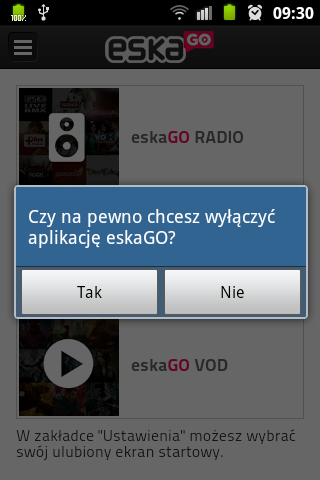 100%
GO
09:30
eska GO
eskaGO RADIO
Czy na pewno chcesz wyłączyć
aplikację eskaGO?
Tak
Nie
eskaGO VOD
W zakładce "Ustawienia" możesz wybrać
swój ulubiony ekran startowy.